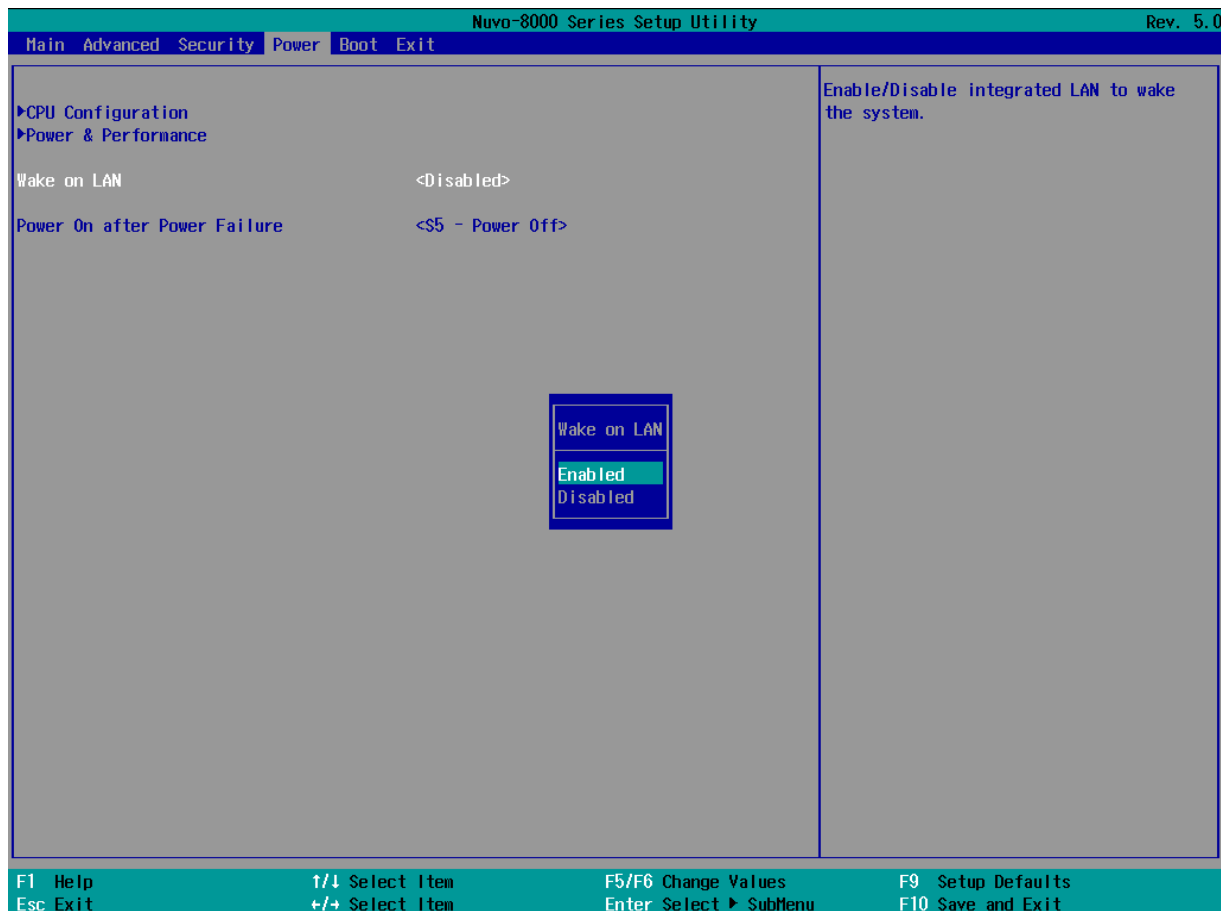 Nuvo-8000 Series Setup Utility Rev. 5.0
Main Advanced Security Power Boot Exit
▶CPU Configuration
▶Power & Performance
Wake on LAN <Disabled>
Power On after Power Failure <S5 - Power Off>
Enable/Disable integrated LAN to wake
the system.
Wake on LAN
Enabled
Disabled
F1 Help ↑/↓ Select Item F5/F6 Change Values F9 Setup Defaults
Esc Exit ←/→ Select Item Enter Select ▶ SubMenu F10 Save and Exit